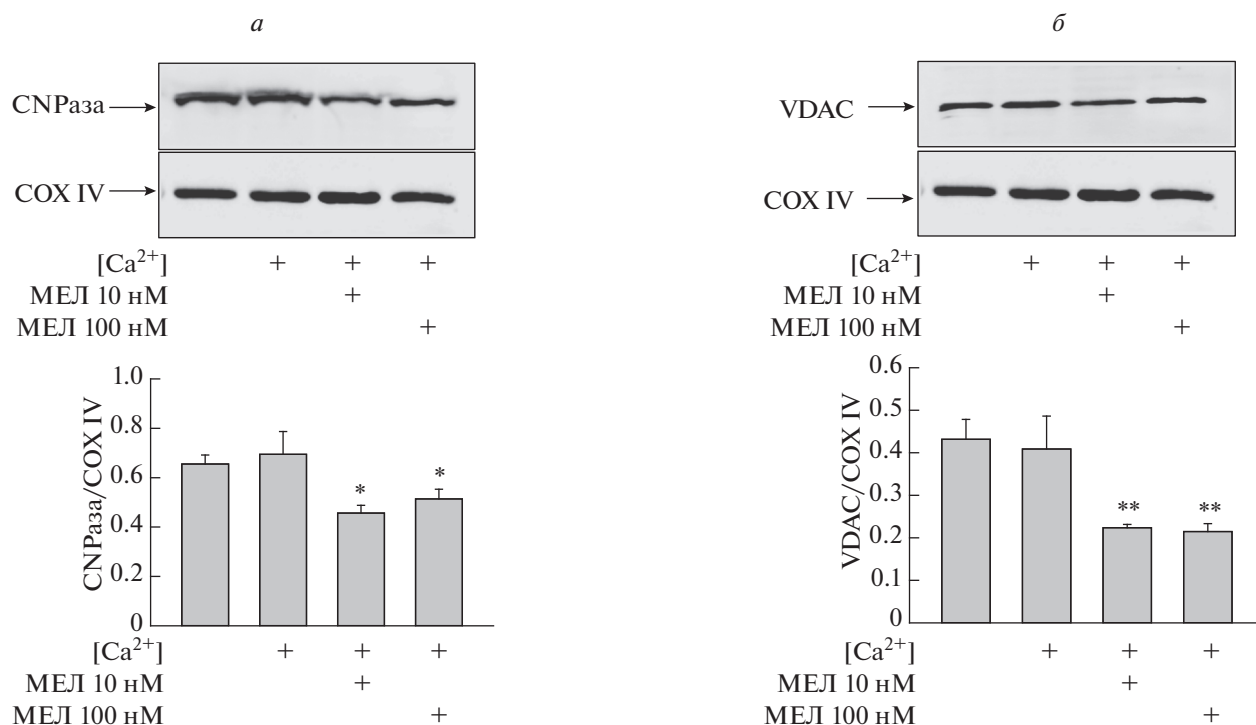 а
CNPаза
COX IV
[Ca²⁺] + + +
МЕЛ 10 нМ +
МЕЛ 100 нМ +
CNPаза/COX IV
1.0
0.8
0.6
0.4
0.2
0
* *
[Ca²⁺] + + +
МЕЛ 10 нМ +
МЕЛ 100 нМ +
б
VDAC
COX IV
[Ca²⁺] + + +
МЕЛ 10 нМ +
МЕЛ 100 нМ +
VDAC/COX IV
0.6
0.5
0.4
0.3
0.2
0.1
0
** **
[Ca²⁺] + + +
МЕЛ 10 нМ +
МЕЛ 100 нМ +